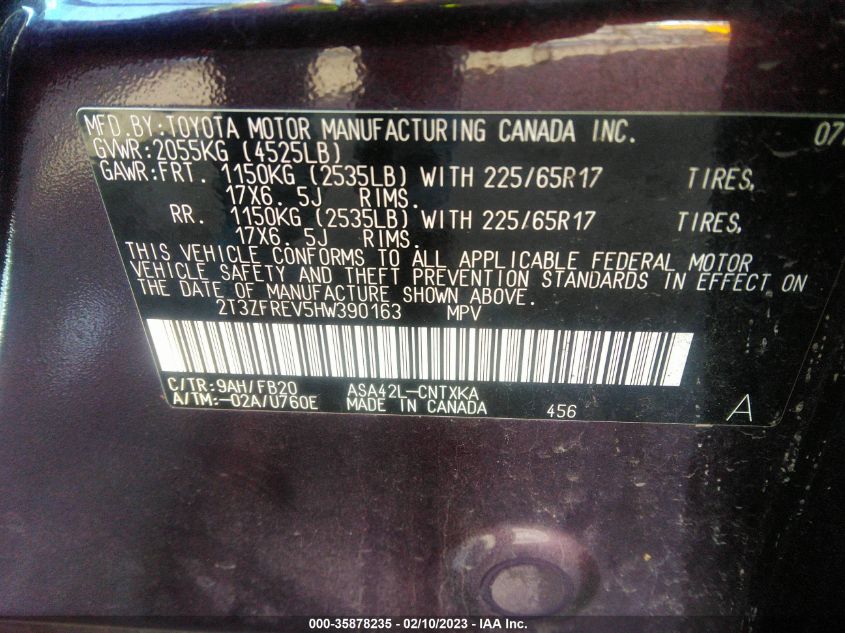 MFD.BY:TOYOTA MOTOR MANUFACTURING CANADA INC. 07
GVWR:2055KG (4525LB)
GAWR:FRT. 1150KG (2535LB) WITH 225/65R17 TIRES,
17X6. 5J RIMS.
RR. 1150KG (2535LB) WITH 225/65R17 TIRES,
17X6. 5J RIMS.
THIS VEHICLE CONFORMS TO ALL APPLICABLE FEDERAL MOTOR
VEHICLE SAFETY AND THEFT PREVENTION STANDARDS IN EFFECT ON
THE DATE OF MANUFACTURE SHOWN ABOVE.
2T3ZFREV5HW390163 MPV
C/TR:9AH/FB20 ASA42L-CNTXKA
A/TM:-02A/U760E MADE IN CANADA 456 A
000-35878235 - 02/10/2023 - IAA Inc.